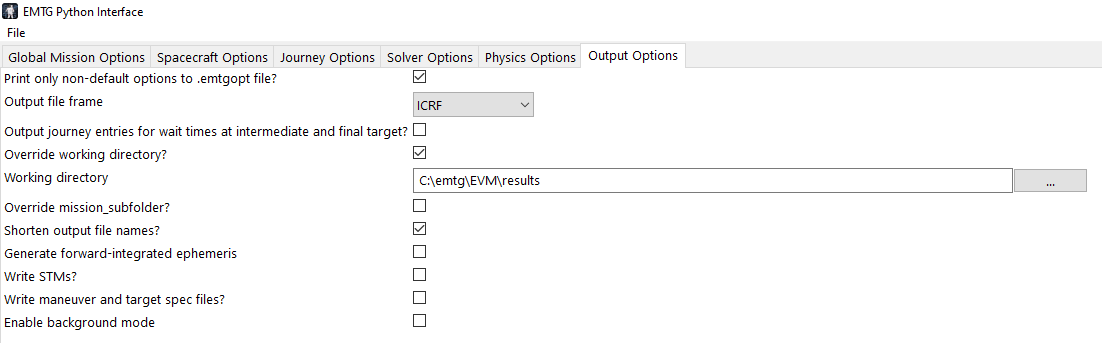 EMTG Python Interface
File
Global Mission Options Spacecraft Options Journey Options Solver Options Physics Options Output Options
Print only non-default options to .emtgopt file?
Output file frame ICRF
Output journey entries for wait times at intermediate and final target?
Override working directory?
Working directory C:\emtg\EVM\results ...
Override mission_subfolder?
Shorten output file names?
Generate forward-integrated ephemeris
Write STMs?
Write maneuver and target spec files?
Enable background mode